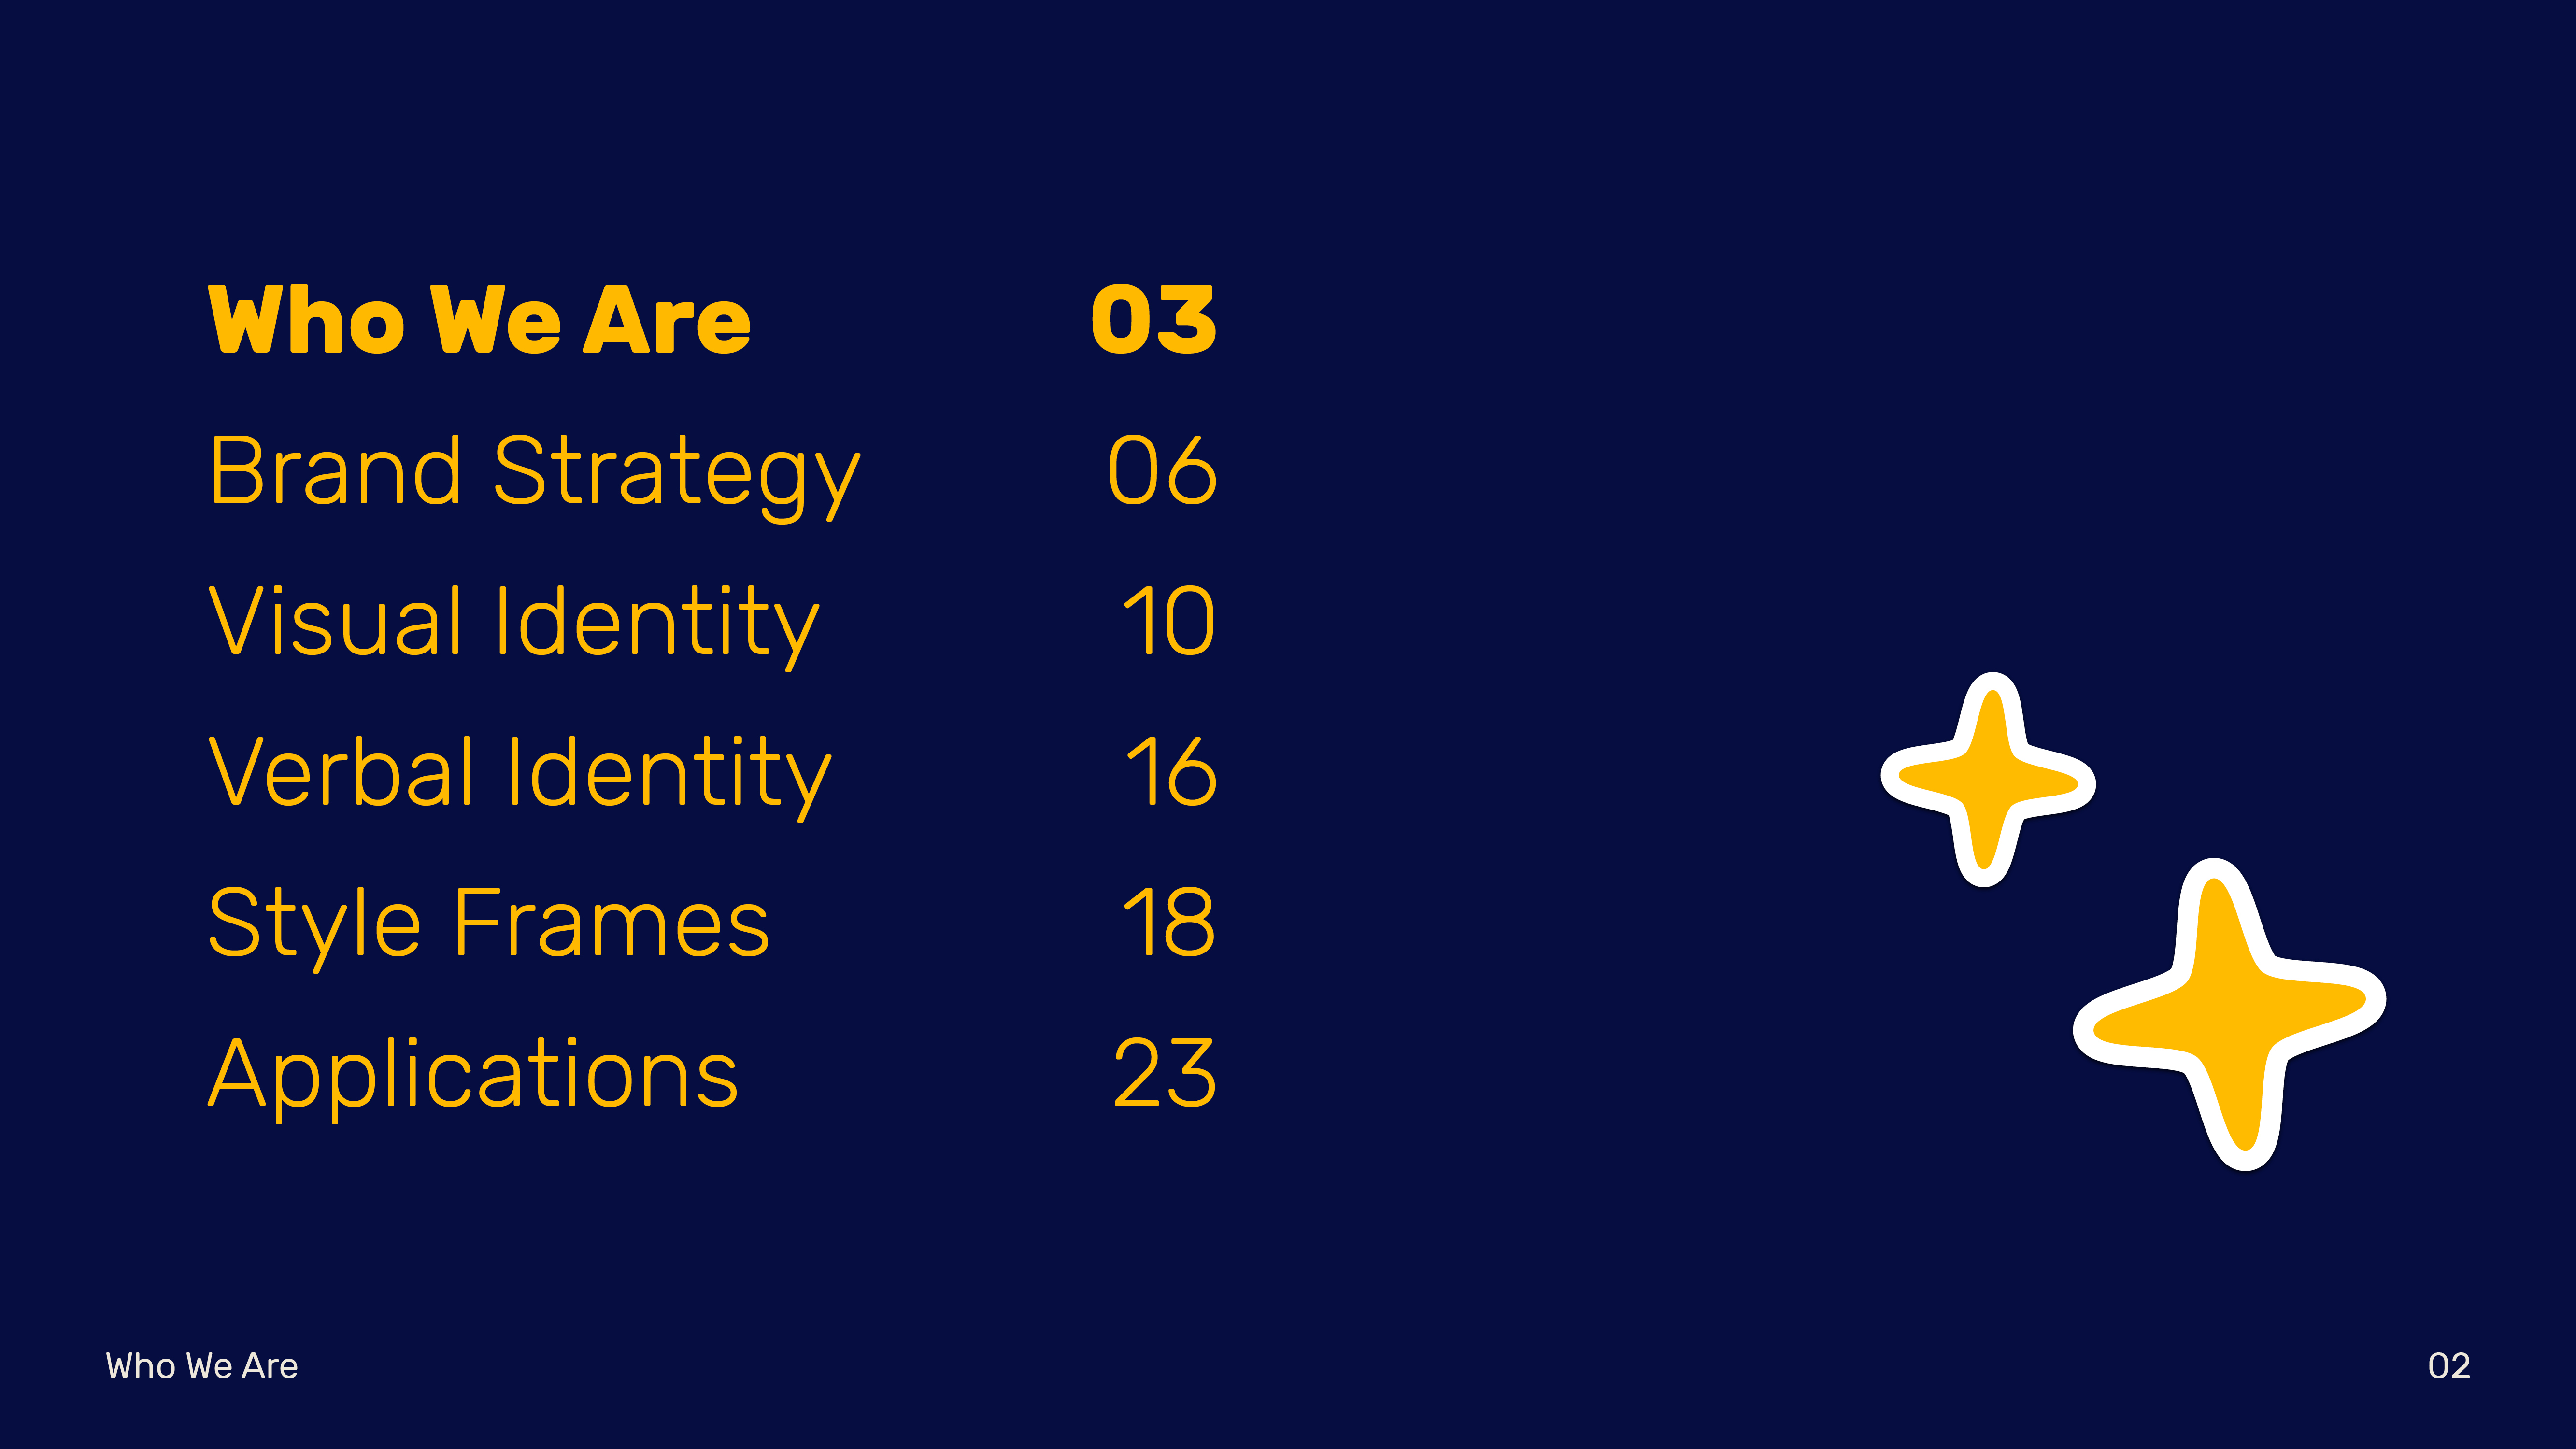 Who We Are 03
Brand Strategy 06
Visual Identity 10
Verbal Identity 16
Style Frames 18
Applications 23
Who We Are 02